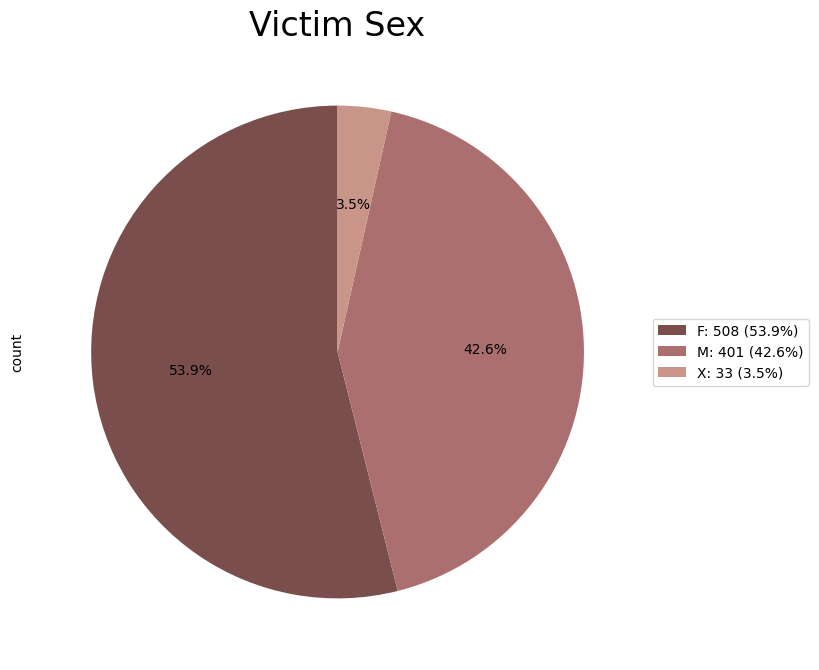 Victim Sex
3.5%
42.6%
53.9%
count
F: 508 (53.9%)
M: 401 (42.6%)
X: 33 (3.5%)